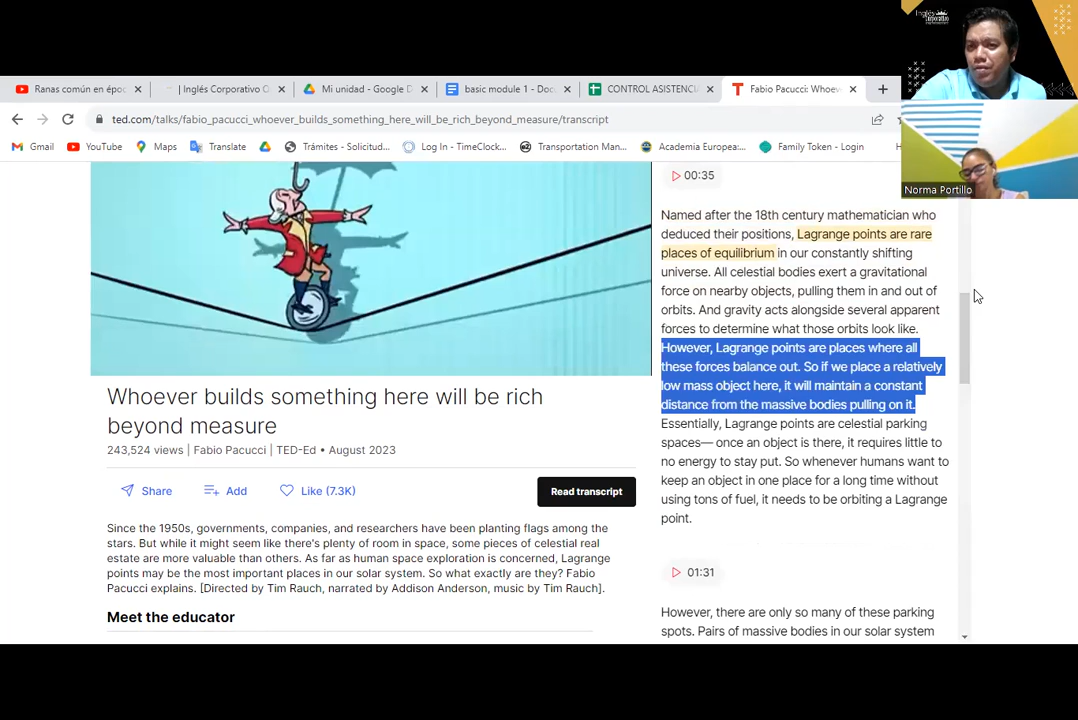 Inglés
Corporativo
Ranas común en époc
| Inglés Corporativo O
Mi unidad - Google D
basic module 1 - Docu
CONTROL ASISTENCI
Fabio Pacucci: Whoev
ted.com/talks/fabio_pacucci_whoever_builds_something_here_will_be_rich_beyond_measure/transcript
Gmail
YouTube
Maps
Translate
Trámites - Solicitud...
Log In - TimeClock...
Transportation Man...
Academia Europea:...
Family Token - Login
Norma Portillo
Whoever builds something here will be rich
beyond measure
243,524 views | Fabio Pacucci | TED-Ed • August 2023
Share
Add
Like (7.3K)
Read transcript
Since the 1950s, governments, companies, and researchers have been planting flags among the
stars. But while it might seem like there's plenty of room in space, some pieces of celestial real
estate are more valuable than others. As far as human space exploration is concerned, Lagrange
points may be the most important places in our solar system. So what exactly are they? Fabio
Pacucci explains. [Directed by Tim Rauch, narrated by Addison Anderson, music by Tim Rauch].
Meet the educator
00:35
Named after the 18th century mathematician who
deduced their positions, Lagrange points are rare
places of equilibrium in our constantly shifting
universe. All celestial bodies exert a gravitational
force on nearby objects, pulling them in and out of
orbits. And gravity acts alongside several apparent
forces to determine what those orbits look like.
However, Lagrange points are places where all
these forces balance out. So if we place a relatively
low mass object here, it will maintain a constant
distance from the massive bodies pulling on it.
Essentially, Lagrange points are celestial parking
spaces— once an object is there, it requires little to
no energy to stay put. So whenever humans want to
keep an object in one place for a long time without
using tons of fuel, it needs to be orbiting a Lagrange
point.
01:31
However, there are only so many of these parking
spots. Pairs of massive bodies in our solar system